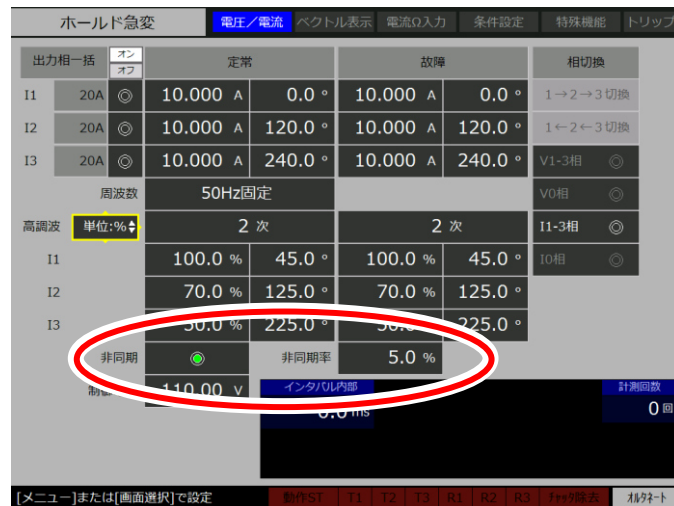 ホールド急変 電圧／電流 ベクトル表示 電流Ω入力 条件設定 特殊機能 トリップ
出力相一括 オン オフ 定常 故障 相切換
I1 20A ◎ 10.000 A 0.0 ° 10.000 A 0.0 ° 1→2→3切換
I2 20A ◎ 10.000 A 120.0 ° 10.000 A 120.0 ° 1←2←3切換
I3 20A ◎ 10.000 A 240.0 ° 10.000 A 240.0 ° V1-3相 ◎
周波数 50Hz固定 V0相 ◎
高調波 単位:% 2 次 2 次 I1-3相 ◎
I1 100.0 % 45.0 ° 100.0 % 45.0 ° I0相 ◎
I2 70.0 % 125.0 ° 70.0 % 125.0 °
I3 50.0 % 225.0 ° 50.0 % 225.0 °
非同期 ◎ 非同期率 5.0 %
110.00 V インタバル内部 計測回数
0.0 ms 0 回
[メニュー]または[画面選択]で設定 動作ST T1 T2 T3 R1 R2 R3 ﾁｬｯﾀ除去 ｵﾙﾀﾈｰﾄ